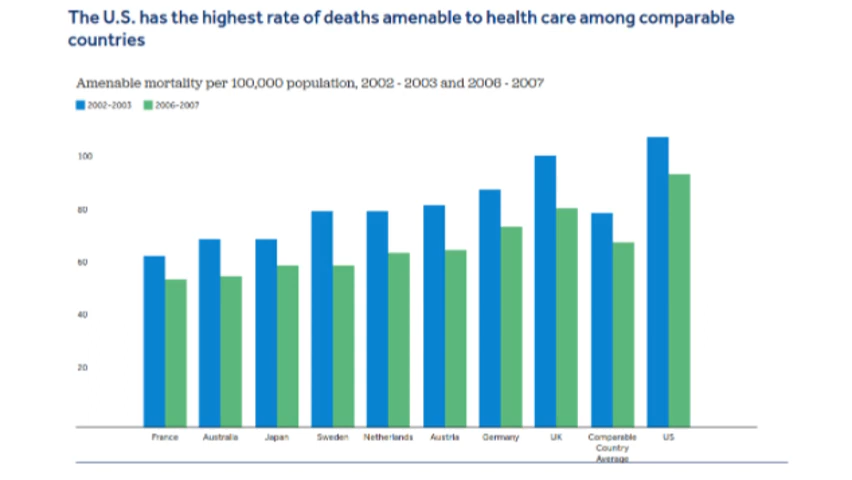 The U.S. has the highest rate of deaths amenable to health care among comparable
countries
Amenable mortality per 100,000 population, 2002 - 2003 and 2006 - 2007
2002-2003 2006-2007
100
80
60
40
20
France Australia Japan Sweden Netherlands Austria Germany UK Comparable US
Country
Average